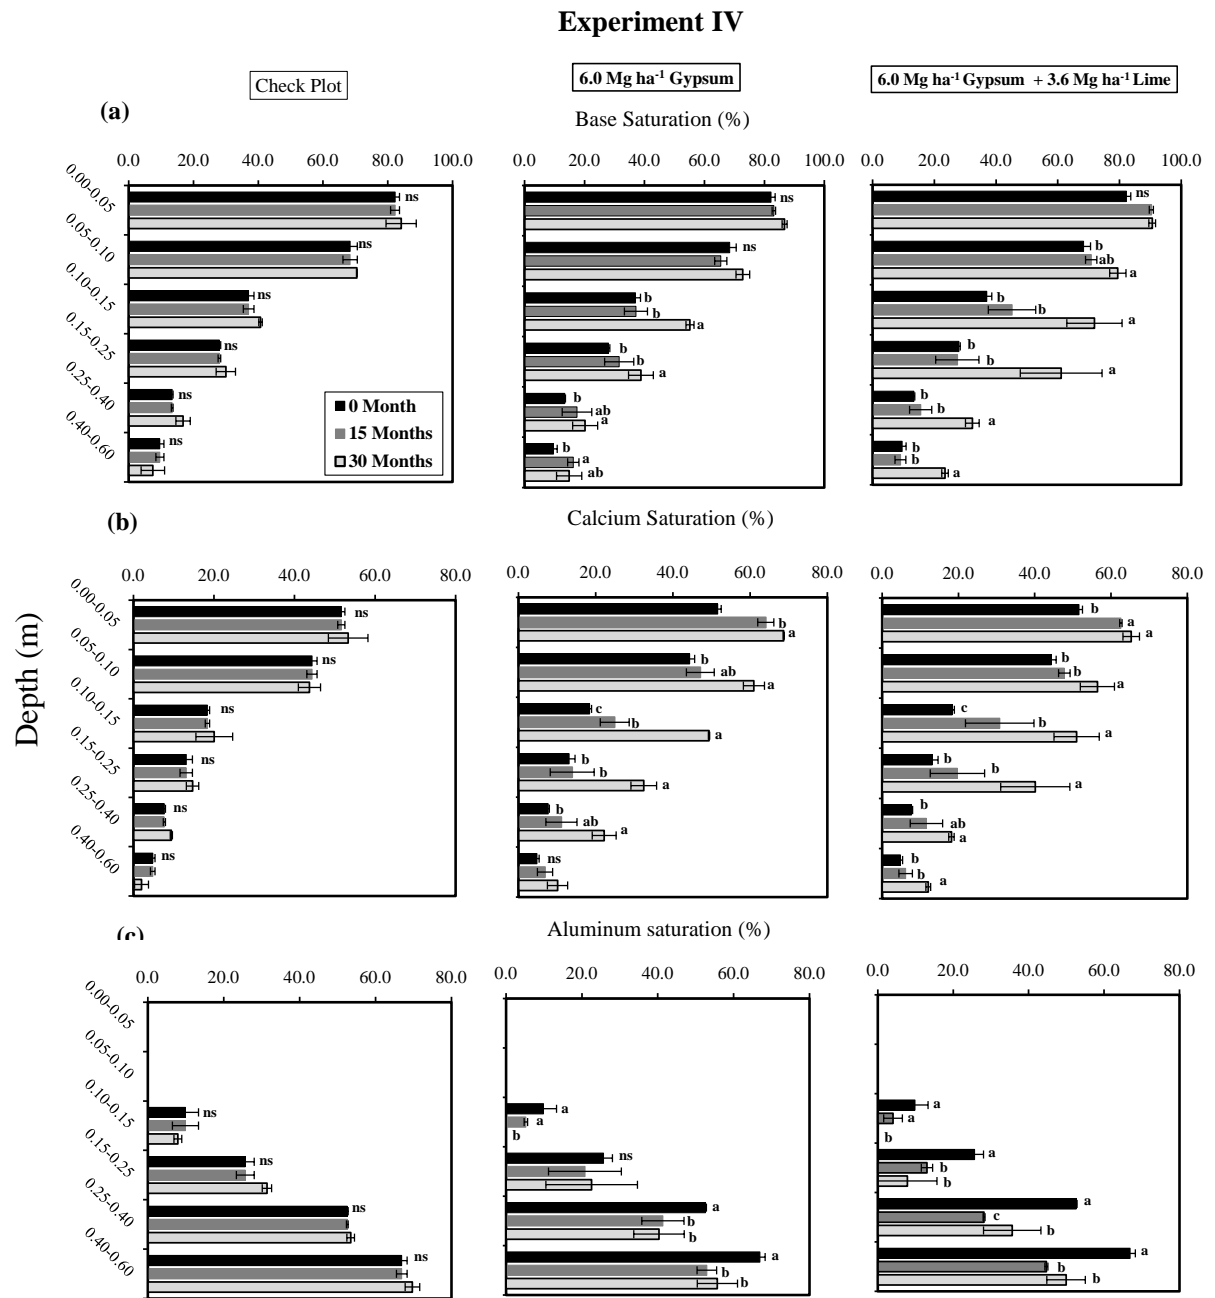 Experiment IV
Check Plot
6.0 Mg ha⁻¹ Gypsum
6.0 Mg ha⁻¹ Gypsum + 3.6 Mg ha⁻¹ Lime
(a)
Base Saturation (%)
0.0 20.0 40.0 60.0 80.0 100.0
0.0 20.0 40.0 60.0 80.0 100.0
0.0 20.0 40.0 60.0 80.0 100.0
0.00-0.05
ns
ns
ns
0.05-0.10
ns
ns
b
ab
a
0.10-0.15
ns
b
b
a
b
b
a
0.15-0.25
ns
b
b
a
b
b
a
0.25-0.40
ns
b
ab
a
b
b
a
0.40-0.60
ns
b
a
ab
b
b
a
0 Month
15 Months
30 Months
(b)
Calcium Saturation (%)
Depth (m)
0.0 20.0 40.0 60.0 80.0
0.0 20.0 40.0 60.0 80.0
0.0 20.0 40.0 60.0 80.0
0.00-0.05
ns
b
a
b
a
a
0.05-0.10
ns
b
ab
a
b
b
a
0.10-0.15
ns
c
b
a
c
b
a
0.15-0.25
ns
b
b
a
b
b
a
0.25-0.40
ns
b
ab
a
b
ab
a
0.40-0.60
ns
ns
b
b
a
(c)
Aluminum saturation (%)
0.0 20.0 40.0 60.0 80.0
0.0 20.0 40.0 60.0 80.0
0.0 20.0 40.0 60.0 80.0
0.00-0.05
0.05-0.10
0.10-0.15
ns
a
a
b
a
a
b
0.15-0.25
ns
ns
a
b
b
0.25-0.40
ns
a
b
b
a
c
b
0.40-0.60
ns
a
b
b
a
b
b